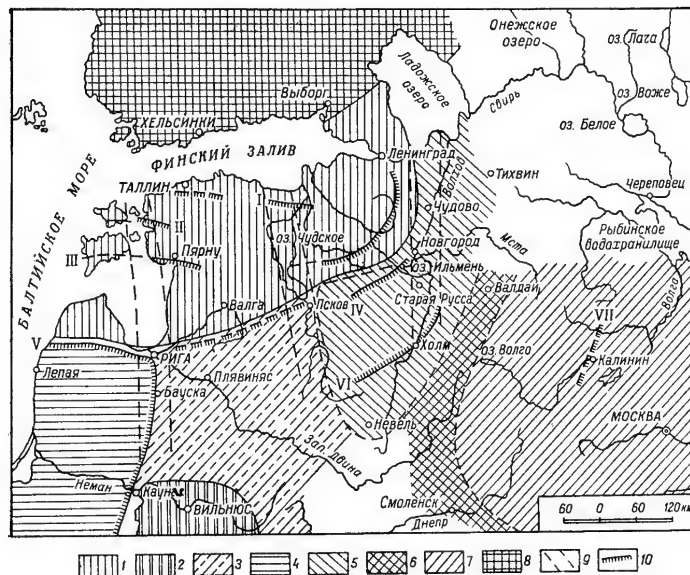 Онежское озеро
оз. Лача
Ладожское озеро
Выборг
Свирь
оз. Воже
ХЕЛЬСИНКИ
оз. Белое
ФИНСКИЙ ЗАЛИВ
Ленинград
Тихвин
БАЛТИЙСКОЕ МОРЕ
ТАЛЛИН
I
Волхов
Череповец
Чудово
II
оз. Чудское
Рыбинское водохранилище
Новгород
Мста
III
Пярну
оз. Ильмень
Волга
Старая Русса
Валдай
Валга
Псков
IV
VII
V
Холм
оз. Волго
РИГА
Калинин
Лепая
Плявиняс
VI
Бауска
Невель
МОСКВА
Зап. Двина
Неман
Каунас
Смоленск
ВИЛЬНЮС
Днепр
60 0 60 120 км
1 2 3 4 5 6 7 8 9 10